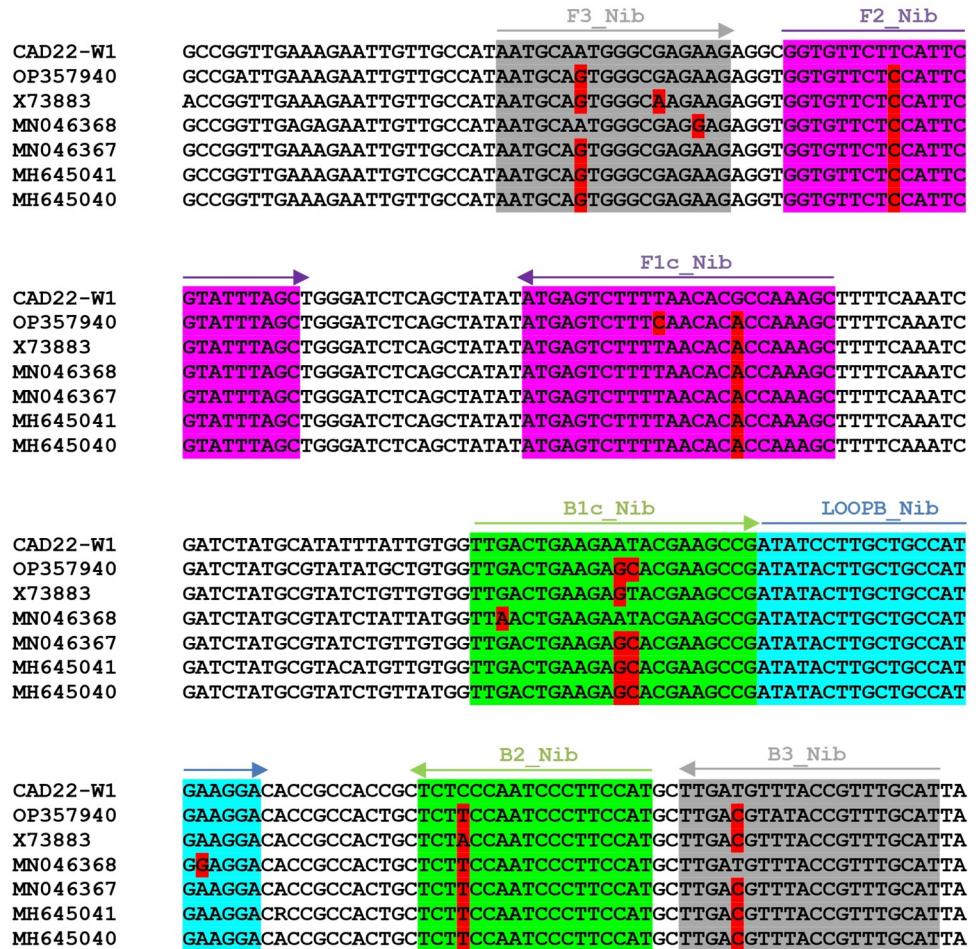 F3_Nib F2_Nib
CAD22-W1 GCCGGTTGAAAGAATTGTTGCCATAATGCAATGGGCGAGAAGAGGCGGTGTTCTTCATTC
OP357940 GCCGATTGAAAGAATTGTTGCCATAATGCAGTGGGCGAGAAGAGGTGGTGTTCTCCATTC
X73883 ACCGGTTGAAAGAATTGTTGCCATAATGCAGTGGGCAAGAAGAGGTGGTGTTCTCCATTC
MN046368 GCCGGTTGAGAGAATTGTTGCCATAATGCAATGGGCGAGGAGAGGTGGTGTTCTCCATTC
MN046367 GCCGGTTGAAAGAATTGTTGCCATAATGCAGTGGGCGAGAAGAGGTGGTGTTCTCCATTC
MH645041 GCCGGTTGAAAGAATTGTCGCCATAATGCAGTGGGCGAGAAGAGGTGGTGTTCTCCATTC
MH645040 GCCGGTTGAAAGAATTGTTGCCATAATGCAGTGGGCGAGAAGAGGTGGTGTTCTCCATTC
F1c_Nib
CAD22-W1 GTATTTAGCTGGGATCTCAGCTATATATGAGTCTTTTAACACGCCAAAGCTTTTCAAATC
OP357940 GTATTTAGCTGGGATCTCAGCTATATATGAGTCTTTCAACACACCAAAGCTTTTCAAATC
X73883 GTATTTAGCTGGGATCTCAGCTATATATGAGTCTTTTAACACACCAAAGCTTTTCAAATC
MN046368 GTATTTAGCTGGGATCTCAGCTATATATGAGTCTTTTAACACACCAAAGCTTTTCAAATC
MN046367 GTATTTAGCTGGGATCTCAGCTATATATGAGTCTTTTAACACACCAAAGCTTTTCAAATC
MH645041 GTATTTAGCTGGGATCTCAGCTATATATGAGTCTTTTAACACACCAAAGCTTTTCAAATC
MH645040 GTATTTAGCTGGGATCTCAGCTATATATGAGTCTTTTAACACACCAAAGCTTTTCAAATC
B1c_Nib LOOPB_Nib
CAD22-W1 GATCTATGCATATTTATTGTGGTTGACTGAAGAATACGAAGCCGATATCCTTGCTGCCAT
OP357940 GATCTATGCGTATATGCTGTGGTTGACTGAAGAGCACGAAGCCGATATACTTGCTGCCAT
X73883 GATCTATGCGTATCTGTTGTGGTTGACTGAAGAGTACGAAGCCGATATACTTGCTGCCAT
MN046368 GATCTATGCGTATCTATTATGGTTAACTGAAGAATACGAAGCCGATATACTTGCTGCCAT
MN046367 GATCTATGCGTATCTGTTGTGGTTGACTGAAGAGCACGAAGCCGATATACTTGCTGCCAT
MH645041 GATCTATGCGTACATGTTGTGGTTGACTGAAGAGCACGAAGCCGATATACTTGCTGCCAT
MH645040 GATCTATGCGTATCTGTTATGGTTGACTGAAGAGCACGAAGCCGATATACTTGCTGCCAT
B2_Nib B3_Nib
CAD22-W1 GAAGGACACCGCCACCGCTCTCCCAATCCCTTCCATGCTTGATGTTTACCGTTTGCATTA
OP357940 GAAGGACACCGCCACTGCTCTTCCAATCCCTTCCATGCTTGACGTATACCGTTTGCATTA
X73883 GAAGGACACCGCCACTGCTCTACCAATCCCTTCCATGCTTGACGTTTACCGTTTGCATTA
MN046368 GGAGGACACCGCCACTGCTCTTCCAATCCCTTCCATGCTTGATGTTTACCGTTTGCATTA
MN046367 GAAGGACACCGCCACTGCTCTTCCAATCCCTTCCATGCTTGACGTTTACCGTTTGCATTA
MH645041 GAAGGACRCCGCCACTGCTCTTCCAATCCCTTCCATGCTTGACGTTTACCGTTTGCATTA
MH645040 GAAGGACACCGCCACTGCTCTTCCAATCCCTTCCATGCTTGACGTTTACCGTTTGCATTA